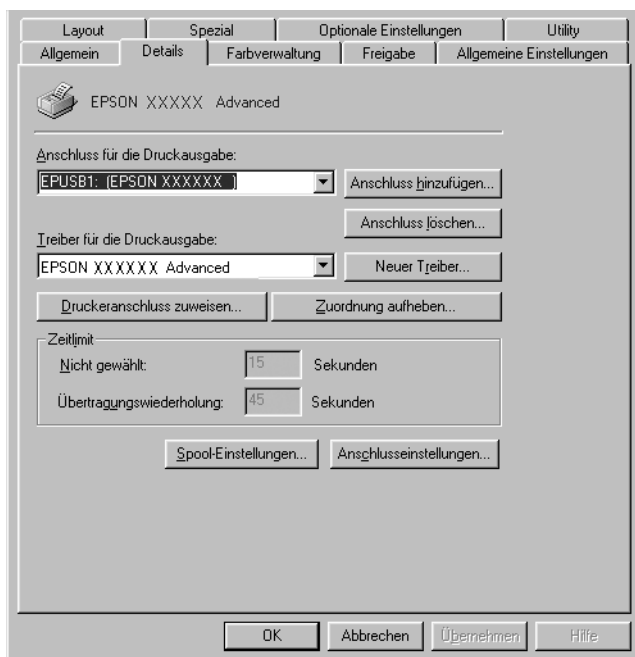 Layout Spezial Optionale Einstellungen Utility
Allgemein Details Farbverwaltung Freigabe Allgemeine Einstellungen
EPSON XXXXX Advanced
Anschluss für die Druckausgabe:
EPUSB1: (EPSON XXXXXX ) Anschluss hinzufügen...
Anschluss löschen...
Treiber für die Druckausgabe:
EPSON XXXXXX Advanced Neuer Treiber...
Druckeranschluss zuweisen... Zuordnung aufheben...
Zeitlimit
Nicht gewählt: 15 Sekunden
Übertragungswiederholung: 45 Sekunden
Spool-Einstellungen... Anschlusseinstellungen...
OK Abbrechen Übernehmen Hilfe